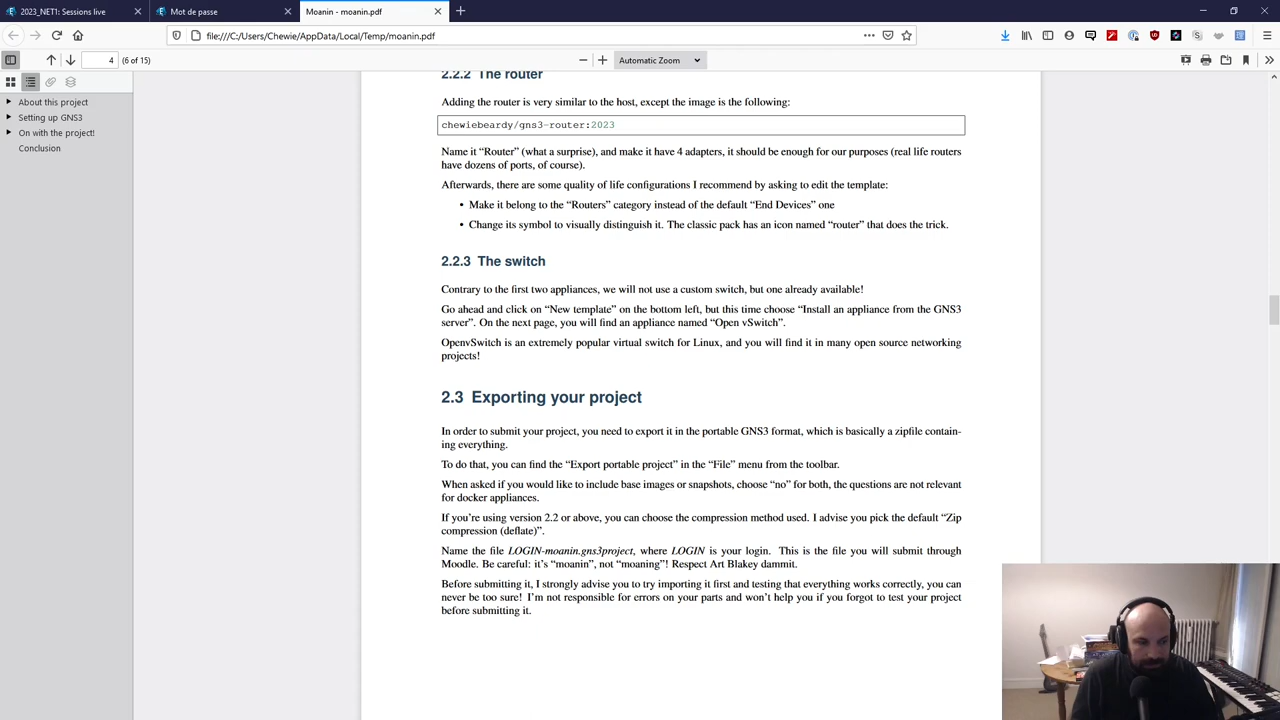 2023_NET1: Sessions live
Mot de passe
Moanin - moanin.pdf
file:///C:/Users/Chewie/AppData/Local/Temp/moanin.pdf
4 (6 of 15)
Automatic Zoom
About this project
Setting up GNS3
On with the project!
Conclusion
2.2.2 The router
Adding the router is very similar to the host, except the image is the following:
chewiebeardy/gns3-router:2023
Name it “Router” (what a surprise), and make it have 4 adapters, it should be enough for our purposes (real life routers
have dozens of ports, of course).
Afterwards, there are some quality of life configurations I recommend by asking to edit the template:
• Make it belong to the “Routers” category instead of the default “End Devices” one
• Change its symbol to visually distinguish it. The classic pack has an icon named “router” that does the trick.
2.2.3 The switch
Contrary to the first two appliances, we will not use a custom switch, but one already available!
Go ahead and click on “New template” on the bottom left, but this time choose “Install an appliance from the GNS3
server”. On the next page, you will find an appliance named “Open vSwitch”.
OpenvSwitch is an extremely popular virtual switch for Linux, and you will find it in many open source networking
projects!
2.3 Exporting your project
In order to submit your project, you need to export it in the portable GNS3 format, which is basically a zipfile contain-
ing everything.
To do that, you can find the “Export portable project” in the “File” menu from the toolbar.
When asked if you would like to include base images or snapshots, choose “no” for both, the questions are not relevant
for docker appliances.
If you’re using version 2.2 or above, you can choose the compression method used. I advise you pick the default “Zip
compression (deflate)”.
Name the file LOGIN-moanin.gns3project, where LOGIN is your login. This is the file you will submit through
Moodle. Be careful: it’s “moanin”, not “moaning”! Respect Art Blakey dammit.
Before submitting it, I strongly advise you to try importing it first and testing that everything works correctly, you can
never be too sure! I’m not responsible for errors on your parts and won’t help you if you forgot to test your project
before submitting it.